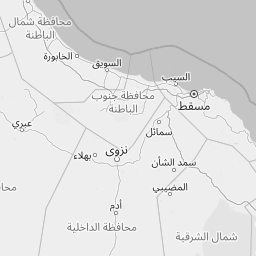 محافظة شمال
الباطنة
الخابورة
السويق
السيب
محافظة جنوب
الباطنة
مسقط
عبري
سمائل
نزوى
بهلاء
سمد الشأن
المضيبي
أدم
محافظة الداخلية
شمال الشرقية